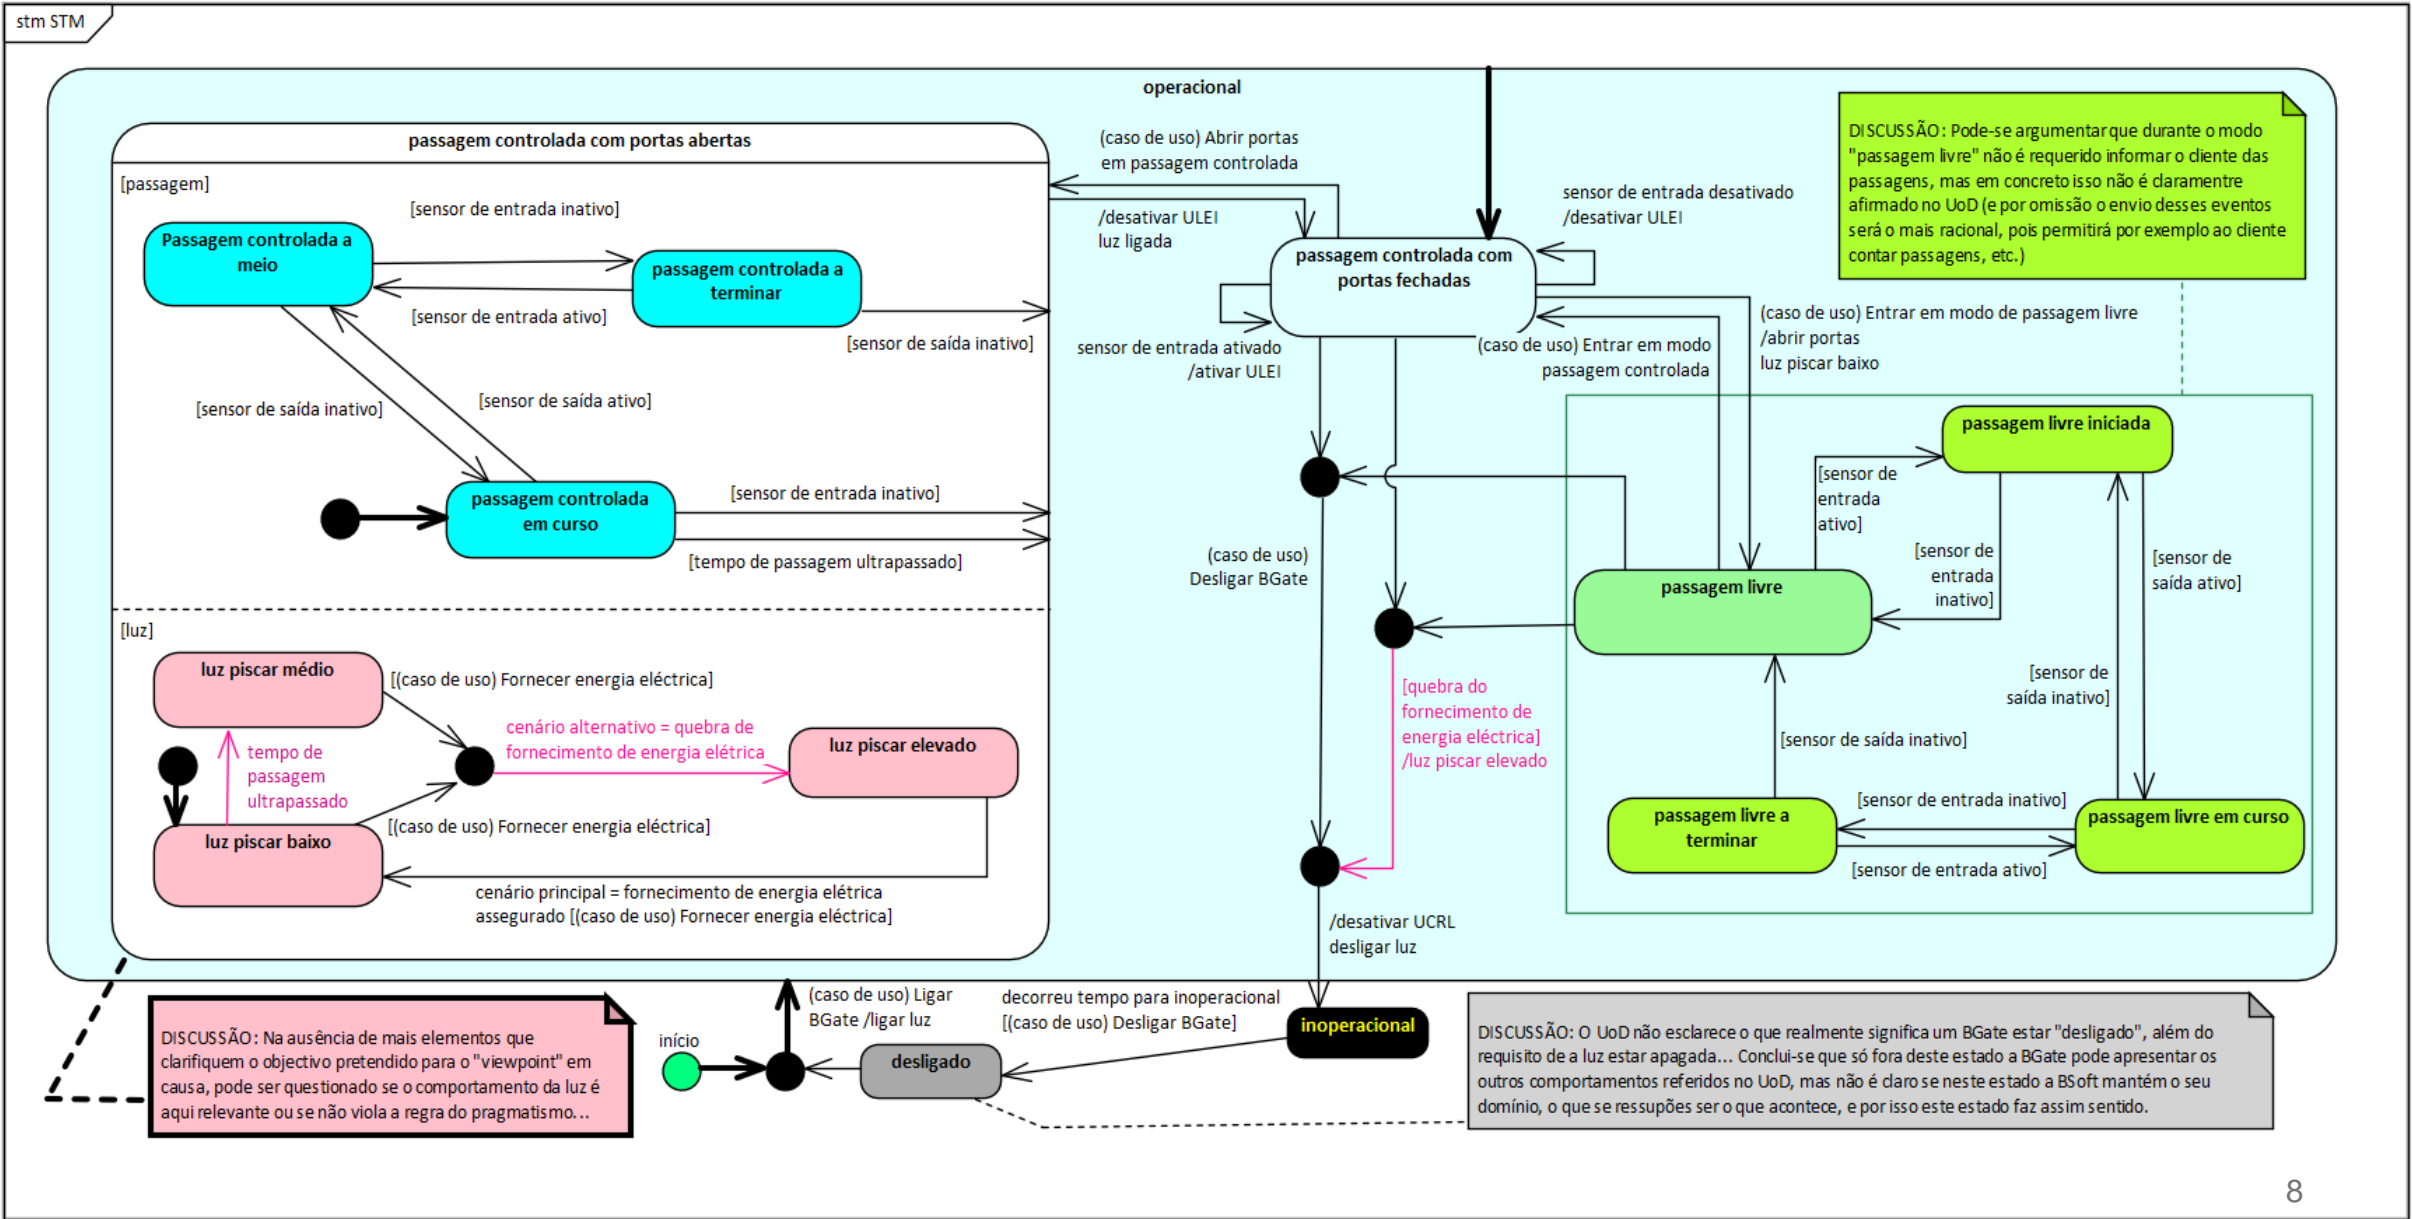 stm STM
operacional
passagem controlada com portas abertas
[passagem]
[sensor de entrada inativo]
Passagem controlada a
meio
passagem controlada a
terminar
[sensor de entrada ativo]
[sensor de saída inativo]
[sensor de saída inativo]
[sensor de saída ativo]
passagem controlada
em curso
[sensor de entrada inativo]
[tempo de passagem ultrapassado]
[luz]
luz piscar médio
[(caso de uso) Fornecer energia eléctrica]
cenário alternativo = quebra de
fornecimento de energia elétrica
luz piscar elevado
tempo de
passagem
ultrapassado
luz piscar baixo
[(caso de uso) Fornecer energia eléctrica]
cenário principal = fornecimento de energia elétrica
assegurado [(caso de uso) Fornecer energia eléctrica]
(caso de uso) Abrir portas
em passagem controlada
/desativar ULEI
luz ligada
sensor de entrada desativado
/desativar ULEI
passagem controlada com
portas fechadas
sensor de entrada ativado
/ativar ULEI
(caso de uso) Entrar em modo
passagem controlada
(caso de uso) Entrar em modo de passagem livre
/abrir portas
luz piscar baixo
DISCUSSÃO: Pode-se argumentar que durante o modo
"passagem livre" não é requerido informar o cliente das
passagens, mas em concreto isso não é claramentre
afirmado no UoD (e por omissão o envio desses eventos
será o mais racional, pois permitirá por exemplo ao cliente
contar passagens, etc.)
passagem livre iniciada
[sensor de
entrada
ativo]
[sensor de
entrada
inativo]
[sensor de
saída ativo]
(caso de uso)
Desligar BGate
passagem livre
[sensor de
saída inativo]
[quebra do
fornecimento de
energia eléctrica]
/luz piscar elevado
[sensor de saída inativo]
passagem livre a
terminar
[sensor de entrada inativo]
[sensor de entrada ativo]
passagem livre em curso
/desativar UCRL
desligar luz
(caso de uso) Ligar
BGate /ligar luz
decorreu tempo para inoperacional
[(caso de uso) Desligar BGate]
inoperacional
início
desligado
DISCUSSÃO: Na ausência de mais elementos que
clarifiquem o objectivo pretendido para o "viewpoint" em
causa, pode ser questionado se o comportamento da luz é
aqui relevante ou se não viola a regra do pragmatismo...
DISCUSSÃO: O UoD não esclarece o que realmente significa um BGate estar "desligado", além do
requisito de a luz estar apagada... Conclui-se que só fora deste estado a BGate pode apresentar os
outros comportamentos referidos no UoD, mas não é claro se neste estado a BSoft mantém o seu
domínio, o que se ressupões ser o que acontece, e por isso este estado faz assim sentido.
8